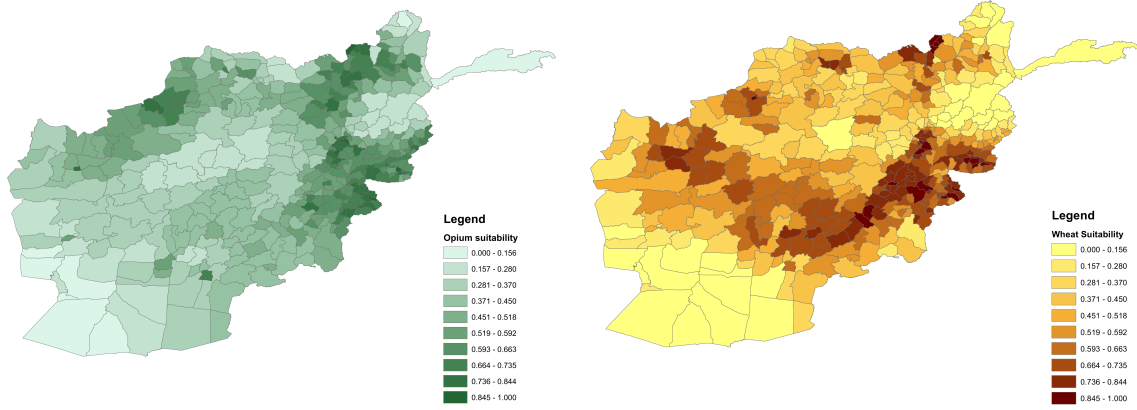 Legend
Opium suitability
0.000 - 0.156
0.157 - 0.280
0.281 - 0.370
0.371 - 0.450
0.451 - 0.518
0.519 - 0.592
0.593 - 0.663
0.664 - 0.735
0.736 - 0.844
0.845 - 1.000
Legend
Wheat Suitability
0.000 - 0.156
0.157 - 0.280
0.281 - 0.370
0.371 - 0.450
0.451 - 0.518
0.519 - 0.592
0.593 - 0.663
0.664 - 0.735
0.736 - 0.844
0.845 - 1.000